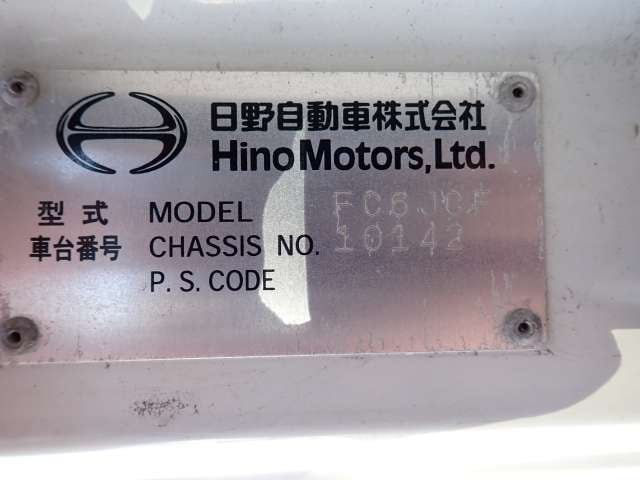 日野自動車株式会社
Hino Motors, Ltd.
型式 MODEL FC6JCF
車台番号 CHASSIS NO. 10142
P. S. CODE